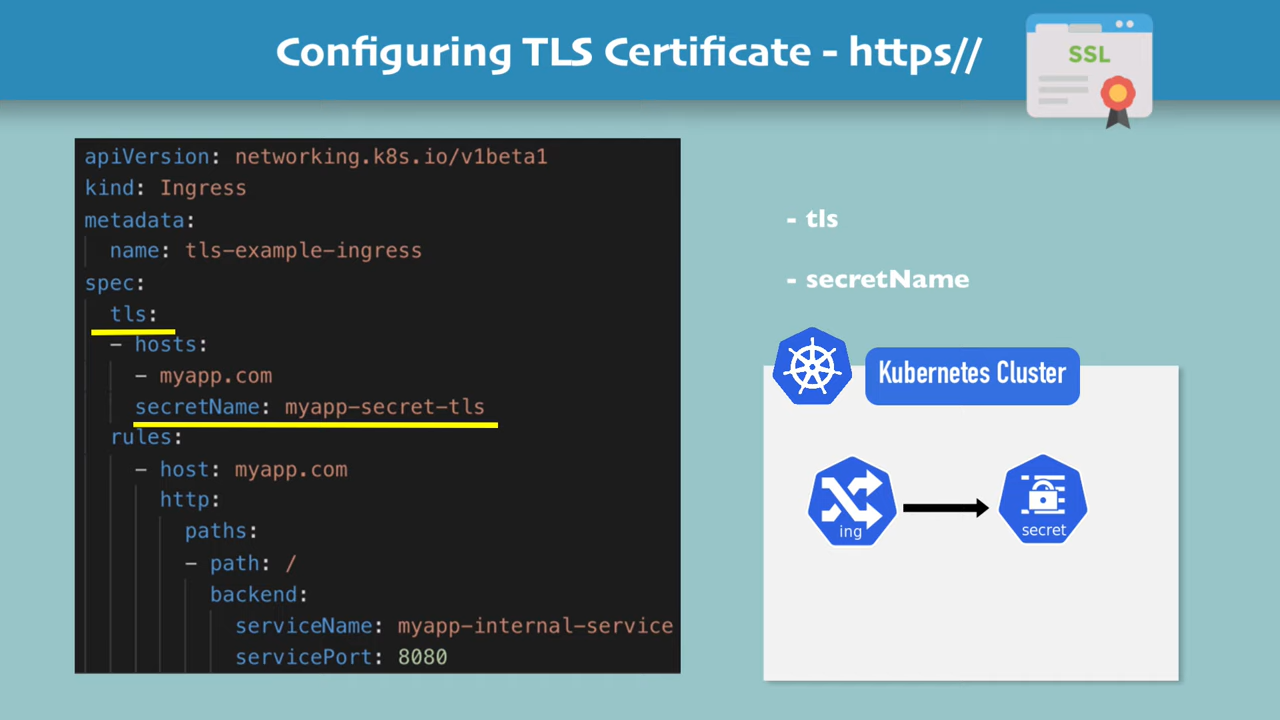 Configuring TLS Certificate - https//
SSL
apiVersion: networking.k8s.io/v1beta1
kind: Ingress
metadata:
  name: tls-example-ingress
spec:
  tls:
  - hosts:
    - myapp.com
    secretName: myapp-secret-tls
  rules:
    - host: myapp.com
      http:
        paths:
        - path: /
          backend:
            serviceName: myapp-internal-service
            servicePort: 8080
- tls
- secretName
Kubernetes Cluster
ing
secret